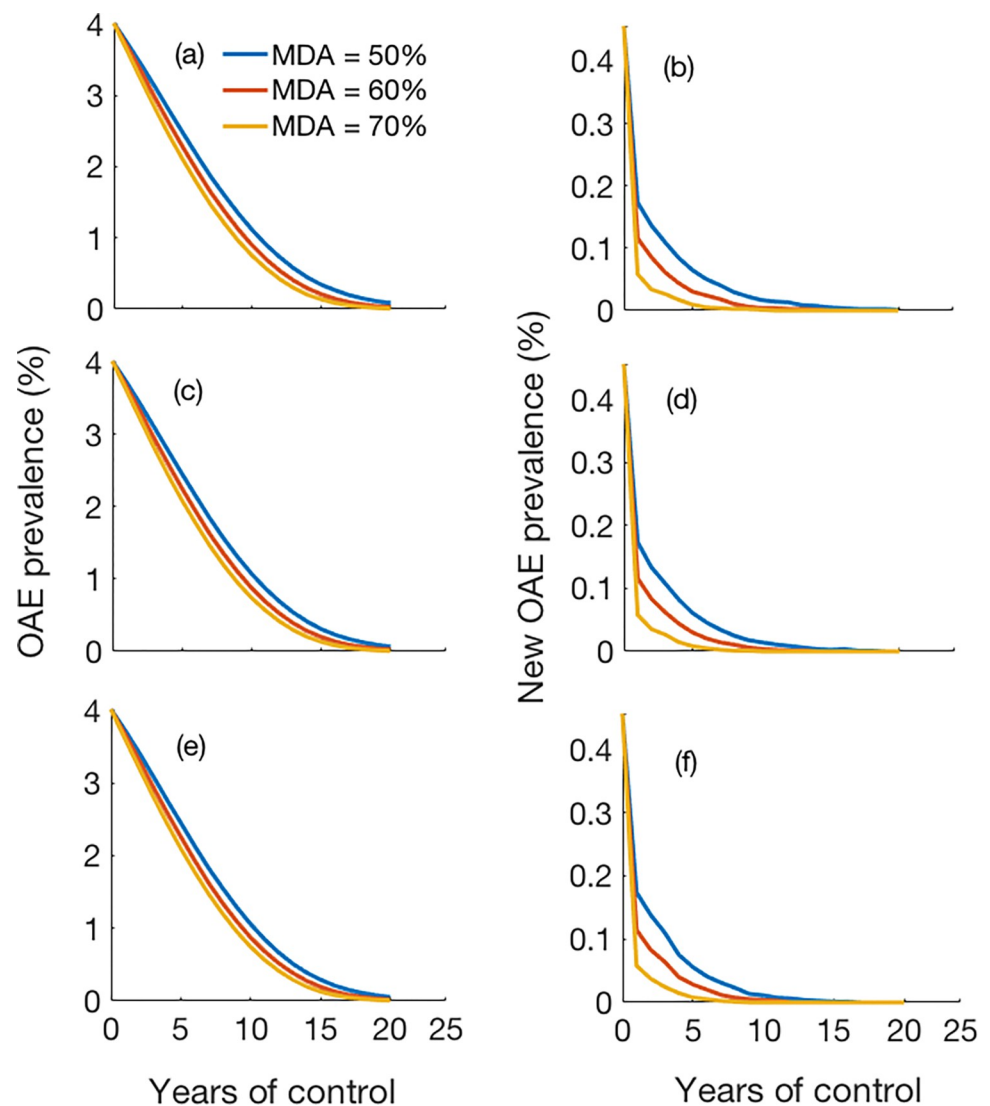 4
3
2
1
0
(a)
MDA = 50%
MDA = 60%
MDA = 70%
0.4
0.3
0.2
0.1
0
(b)
4
3
2
1
0
(c)
0.4
0.3
0.2
0.1
0
(d)
OAE prevalence (%)
New OAE prevalence (%)
4
3
2
1
0
(e)
0 5 10 15 20 25
Years of control
0.4
0.3
0.2
0.1
0
(f)
0 5 10 15 20 25
Years of control